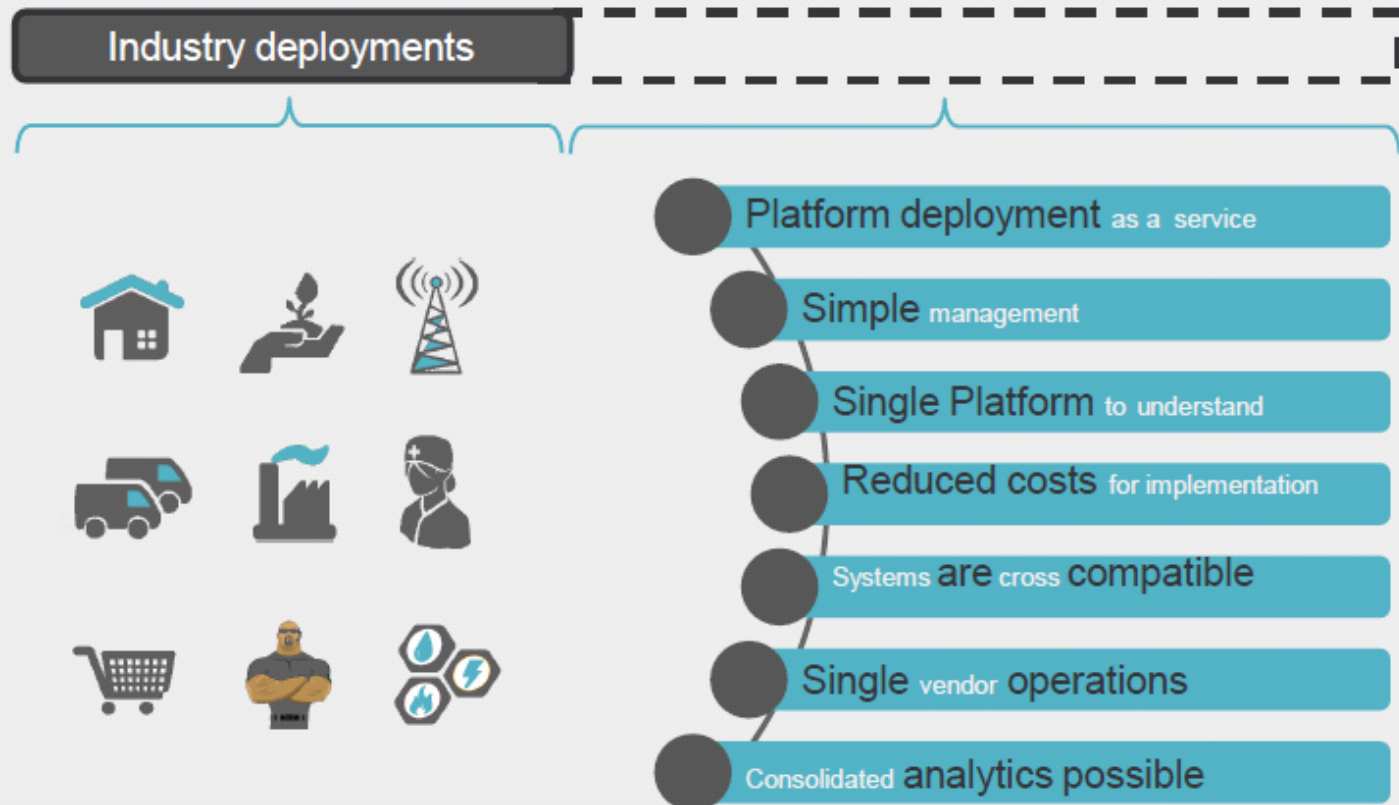 Industry deployments
Platform deployment as a service
Simple management
Single Platform to understand
Reduced costs for implementation
Systems are cross compatible
Single vendor operations
Consolidated analytics possible